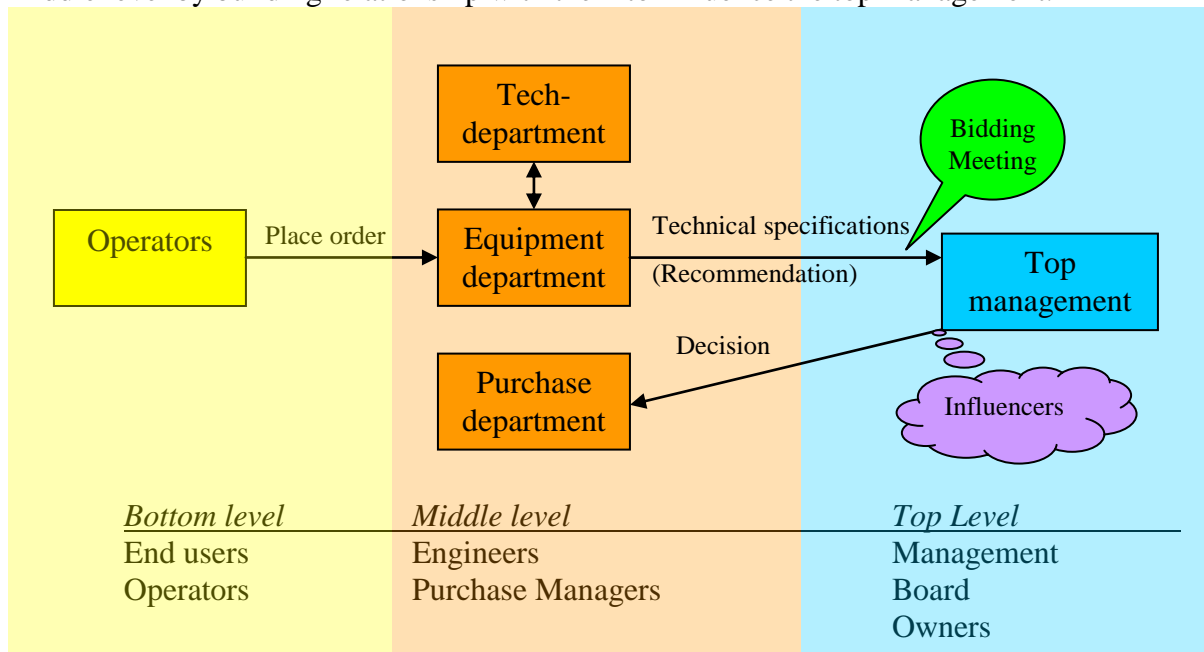 Tech-
department
Bidding
Meeting
Operators
Place order
Equipment
department
Technical specifications
(Recommendation)
Top
management
Decision
Purchase
department
Influencers
Bottom level
Middle level
Top Level
End users
Engineers
Management
Operators
Purchase Managers
Board
Owners